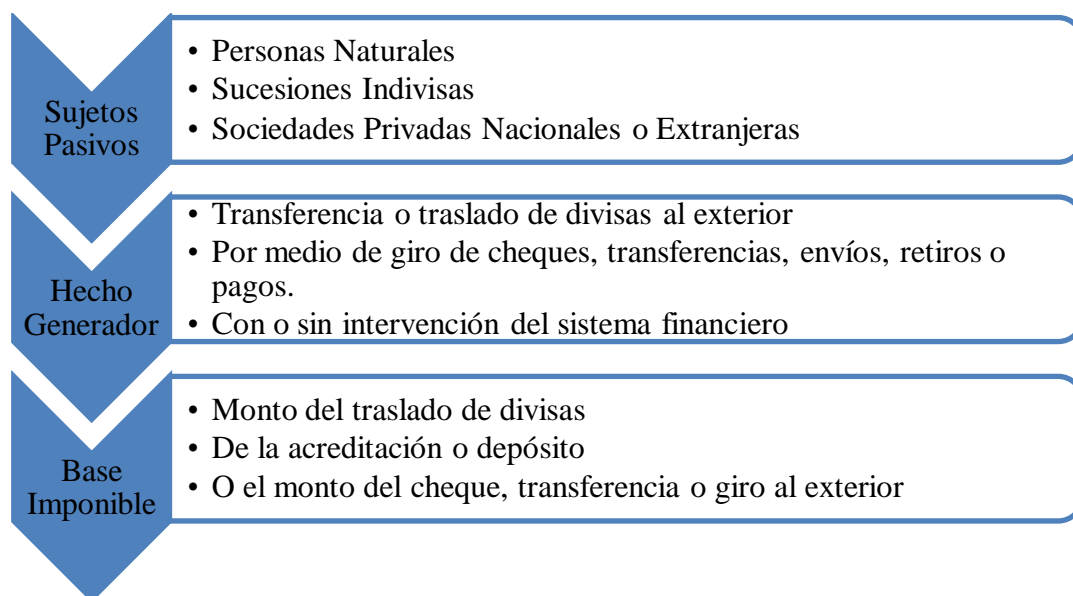 Sujetos
Pasivos
• Personas Naturales
• Sucesiones Indivisas
• Sociedades Privadas Nacionales o Extranjeras
Hecho
Generador
• Transferencia o traslado de divisas al exterior
• Por medio de giro de cheques, transferencias, envíos, retiros o
pagos.
• Con o sin intervención del sistema financiero
Base
Imponible
• Monto del traslado de divisas
• De la acreditación o depósito
• O el monto del cheque, transferencia o giro al exterior